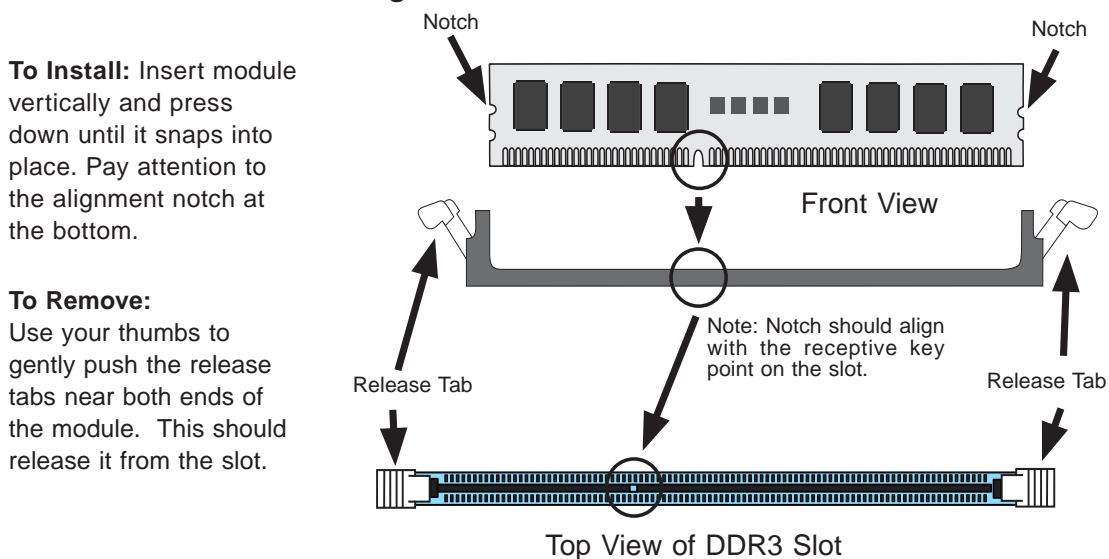 Notch
Notch
To Install: Insert module
vertically and press
down until it snaps into
place. Pay attention to
the alignment notch at
the bottom.
Front View
To Remove:
Use your thumbs to
gently push the release
tabs near both ends of
the module. This should
release it from the slot.
Note: Notch should align
with the receptive key
point on the slot.
Release Tab
Release Tab
Top View of DDR3 Slot